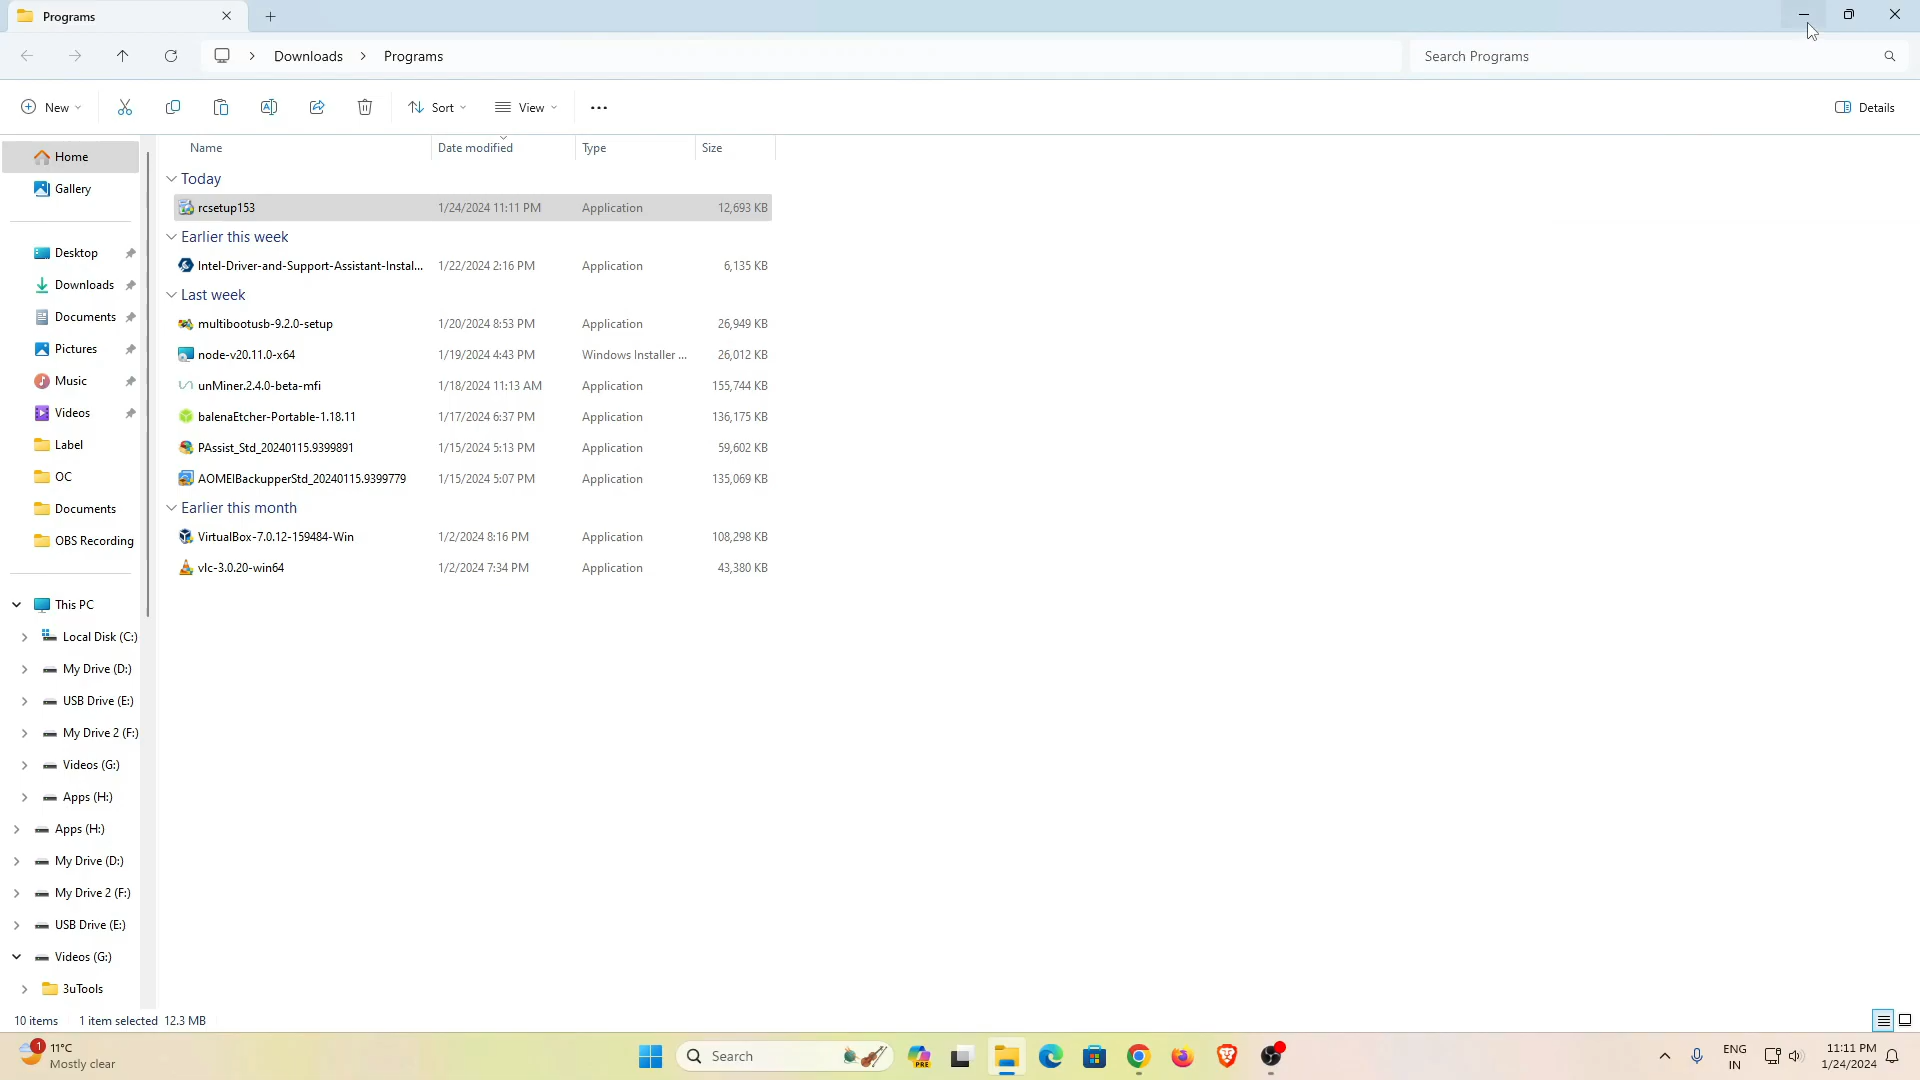 Programs
Downloads Programs
Search Programs
New
Sort
View
Details
Name Date modified Type Size
Today
rcsetup153 1/24/2024 11:11 PM Application 12,693 KB
Earlier this week
Intel-Driver-and-Support-Assistant-Instal... 1/22/2024 2:16 PM Application 6,135 KB
Last week
multibootusb-9.2.0-setup 1/20/2024 8:53 PM Application 26,949 KB
node-v20.11.0-x64 1/19/2024 4:43 PM Windows Installer ... 26,012 KB
unMiner.2.4.0-beta-mfi 1/18/2024 11:13 AM Application 155,744 KB
balenaEtcher-Portable-1.18.11 1/17/2024 6:37 PM Application 136,175 KB
PAssist_Std_20240115.9399891 1/15/2024 5:13 PM Application 59,602 KB
AOMEIBackupperStd_20240115.9399779 1/15/2024 5:07 PM Application 135,069 KB
Earlier this month
VirtualBox-7.0.12-159484-Win 1/2/2024 8:16 PM Application 108,298 KB
vlc-3.0.20-win64 1/2/2024 7:34 PM Application 43,380 KB
Home
Gallery
Desktop
Downloads
Documents
Pictures
Music
Videos
Label
OC
Documents
OBS Recording
This PC
Local Disk (C:)
My Drive (D:)
USB Drive (E:)
My Drive 2 (F:)
Videos (G:)
Apps (H:)
Apps (H:)
My Drive (D:)
My Drive 2 (F:)
USB Drive (E:)
Videos (G:)
3uTools
10 items 1 item selected 12.3 MB
1
11°C
Mostly clear
Search
PRE
ENG
IN
11:11 PM
1/24/2024